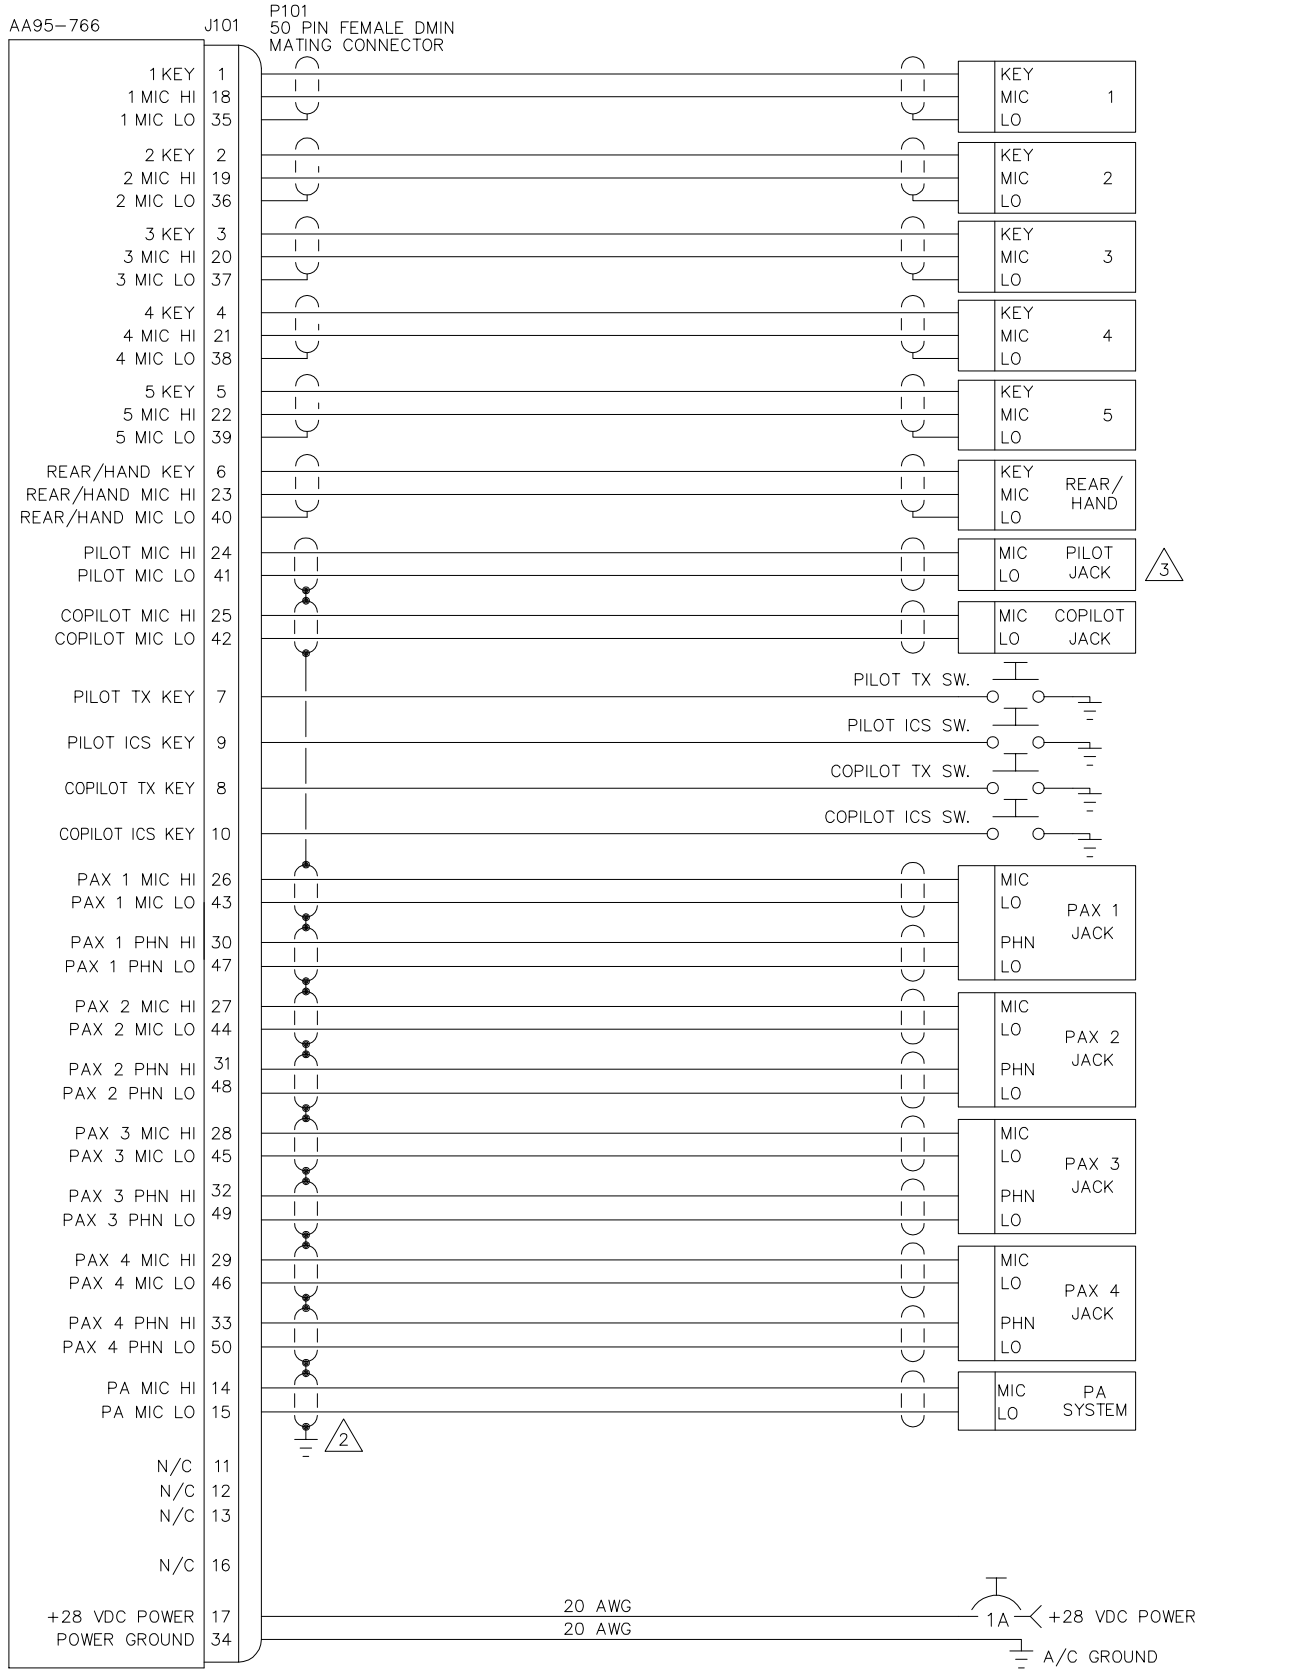 P101
AA95-766 J101 50 PIN FEMALE DMIN
MATING CONNECTOR
1 KEY 1 KEY
1 MIC HI 18 MIC 1
1 MIC LO 35 LO
2 KEY 2 KEY
2 MIC HI 19 MIC 2
2 MIC LO 36 LO
3 KEY 3 KEY
3 MIC HI 20 MIC 3
3 MIC LO 37 LO
4 KEY 4 KEY
4 MIC HI 21 MIC 4
4 MIC LO 38 LO
5 KEY 5 KEY
5 MIC HI 22 MIC 5
5 MIC LO 39 LO
REAR/HAND KEY 6 KEY
REAR/HAND MIC HI 23 MIC REAR/
REAR/HAND MIC LO 40 LO HAND
PILOT MIC HI 24 MIC PILOT
PILOT MIC LO 41 LO JACK 3
COPILOT MIC HI 25 MIC COPILOT
COPILOT MIC LO 42 LO JACK
PILOT TX SW.
PILOT TX KEY 7
PILOT ICS SW.
PILOT ICS KEY 9
COPILOT TX SW.
COPILOT TX KEY 8
COPILOT ICS SW.
COPILOT ICS KEY 10
PAX 1 MIC HI 26 MIC
PAX 1 MIC LO 43 LO PAX 1
JACK
PAX 1 PHN HI 30 PHN
PAX 1 PHN LO 47 LO
PAX 2 MIC HI 27 MIC
PAX 2 MIC LO 44 LO PAX 2
JACK
PAX 2 PHN HI 31 PHN
PAX 2 PHN LO 48 LO
PAX 3 MIC HI 28 MIC
PAX 3 MIC LO 45 LO PAX 3
JACK
PAX 3 PHN HI 32 PHN
PAX 3 PHN LO 49 LO
PAX 4 MIC HI 29 MIC
PAX 4 MIC LO 46 LO PAX 4
JACK
PAX 4 PHN HI 33 PHN
PAX 4 PHN LO 50 LO
PA MIC HI 14 MIC PA
PA MIC LO 15 LO SYSTEM
2
N/C 11
N/C 12
N/C 13
N/C 16
20 AWG
+28 VDC POWER 17 1A +28 VDC POWER
20 AWG
POWER GROUND 34
A/C GROUND